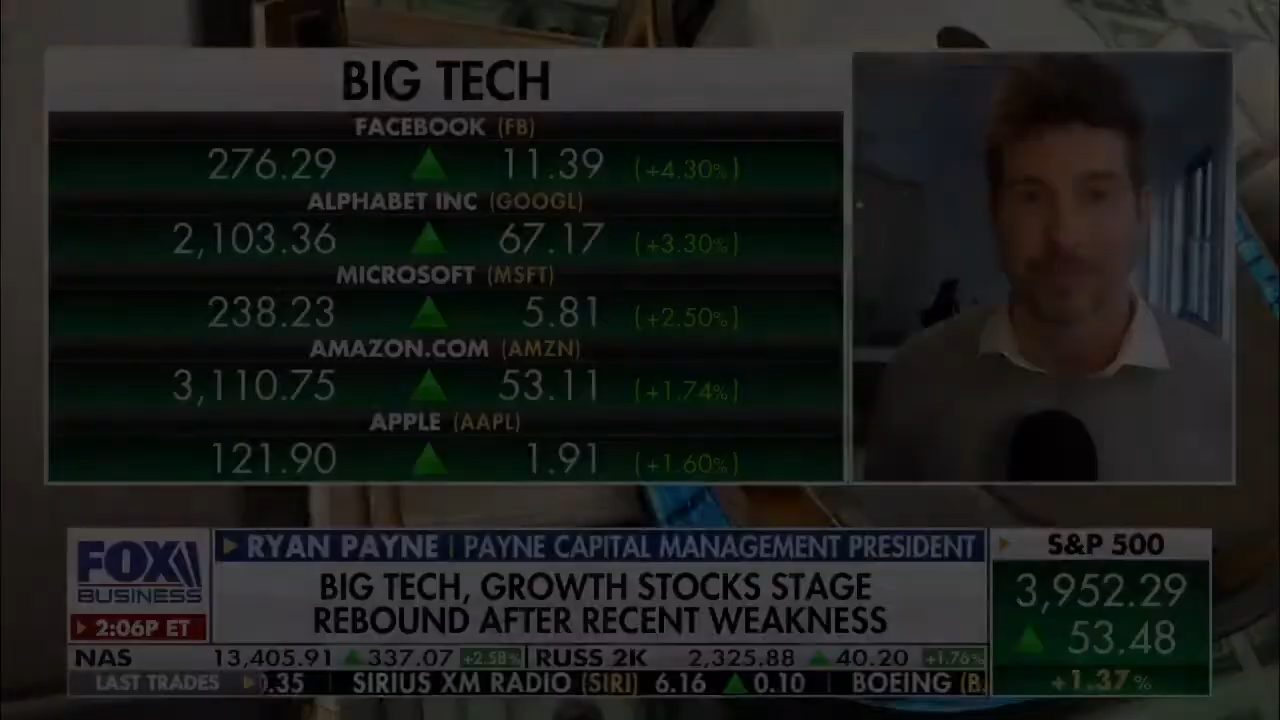 BIG TECH
FACEBOOK (FB)
276.29 ▲ 11.39 (+4.30%)
ALPHABET INC (GOOGL)
2,103.36 ▲ 67.17 (+3.30%)
MICROSOFT (MSFT)
238.23 ▲ 5.81 (+2.50%)
AMAZON.COM (AMZN)
3,110.75 ▲ 53.11 (+1.74%)
APPLE (AAPL)
121.90 ▲ 1.91 (+1.60%)
FOX
BUSINESS
2:06P ET
RYAN PAYNE | PAYNE CAPITAL MANAGEMENT PRESIDENT
BIG TECH, GROWTH STOCKS STAGE
REBOUND AFTER RECENT WEAKNESS
S&P 500
3,952.29
▲ 53.48
+1.37%
NAS 13,405.91 ▲ 337.07 +2.58% RUSS 2K 2,325.88 ▲ 40.20 +1.76%
LAST TRADES .35 SIRIUS XM RADIO (SIRI) 6.16 ▲ 0.10 BOEING (B